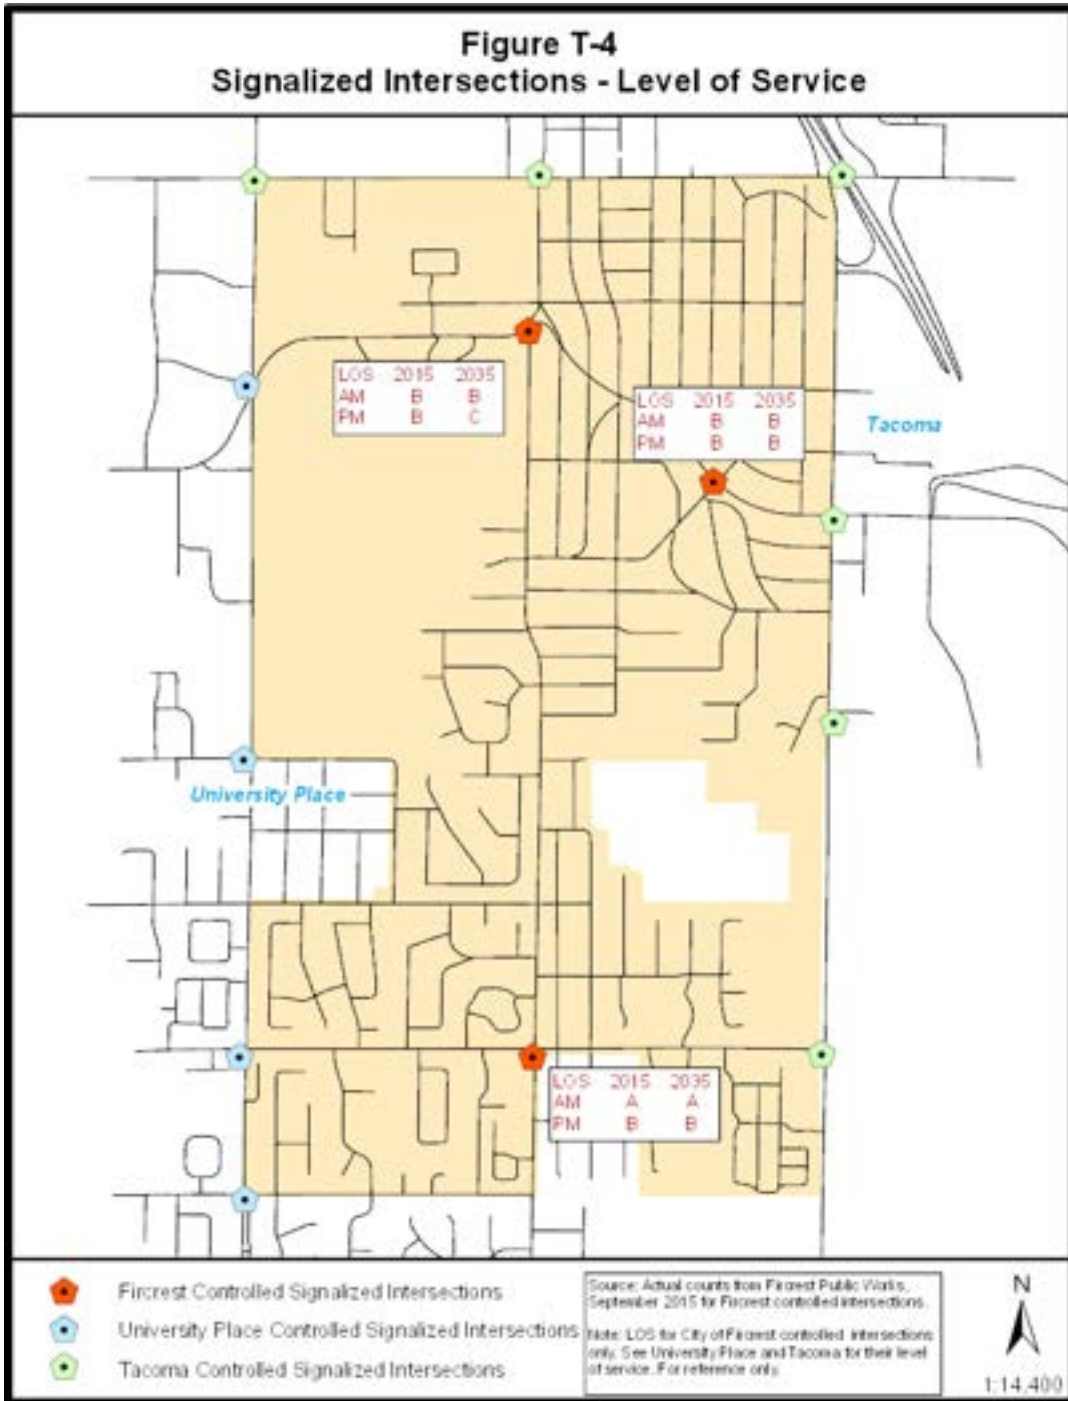 Figure T-4
Signalized Intersections - Level of Service
LOS 2015 2035
AM B B
PM B C
LOS 2015 2035
AM B B
PM B B
Tacoma
University Place
LOS 2015 2035
AM A A
PM B B
Fircrest Controlled Signalized Intersections
University Place Controlled Signalized Intersections
Tacoma Controlled Signalized Intersections
Source: Actual counts from Fircrest Public Works,
September 2015 for Fircrest controlled intersections.
Note: LOS for City of Fircrest controlled intersections
only. See University Place and Tacoma for their level
of service. For reference only.
N
1:14,400